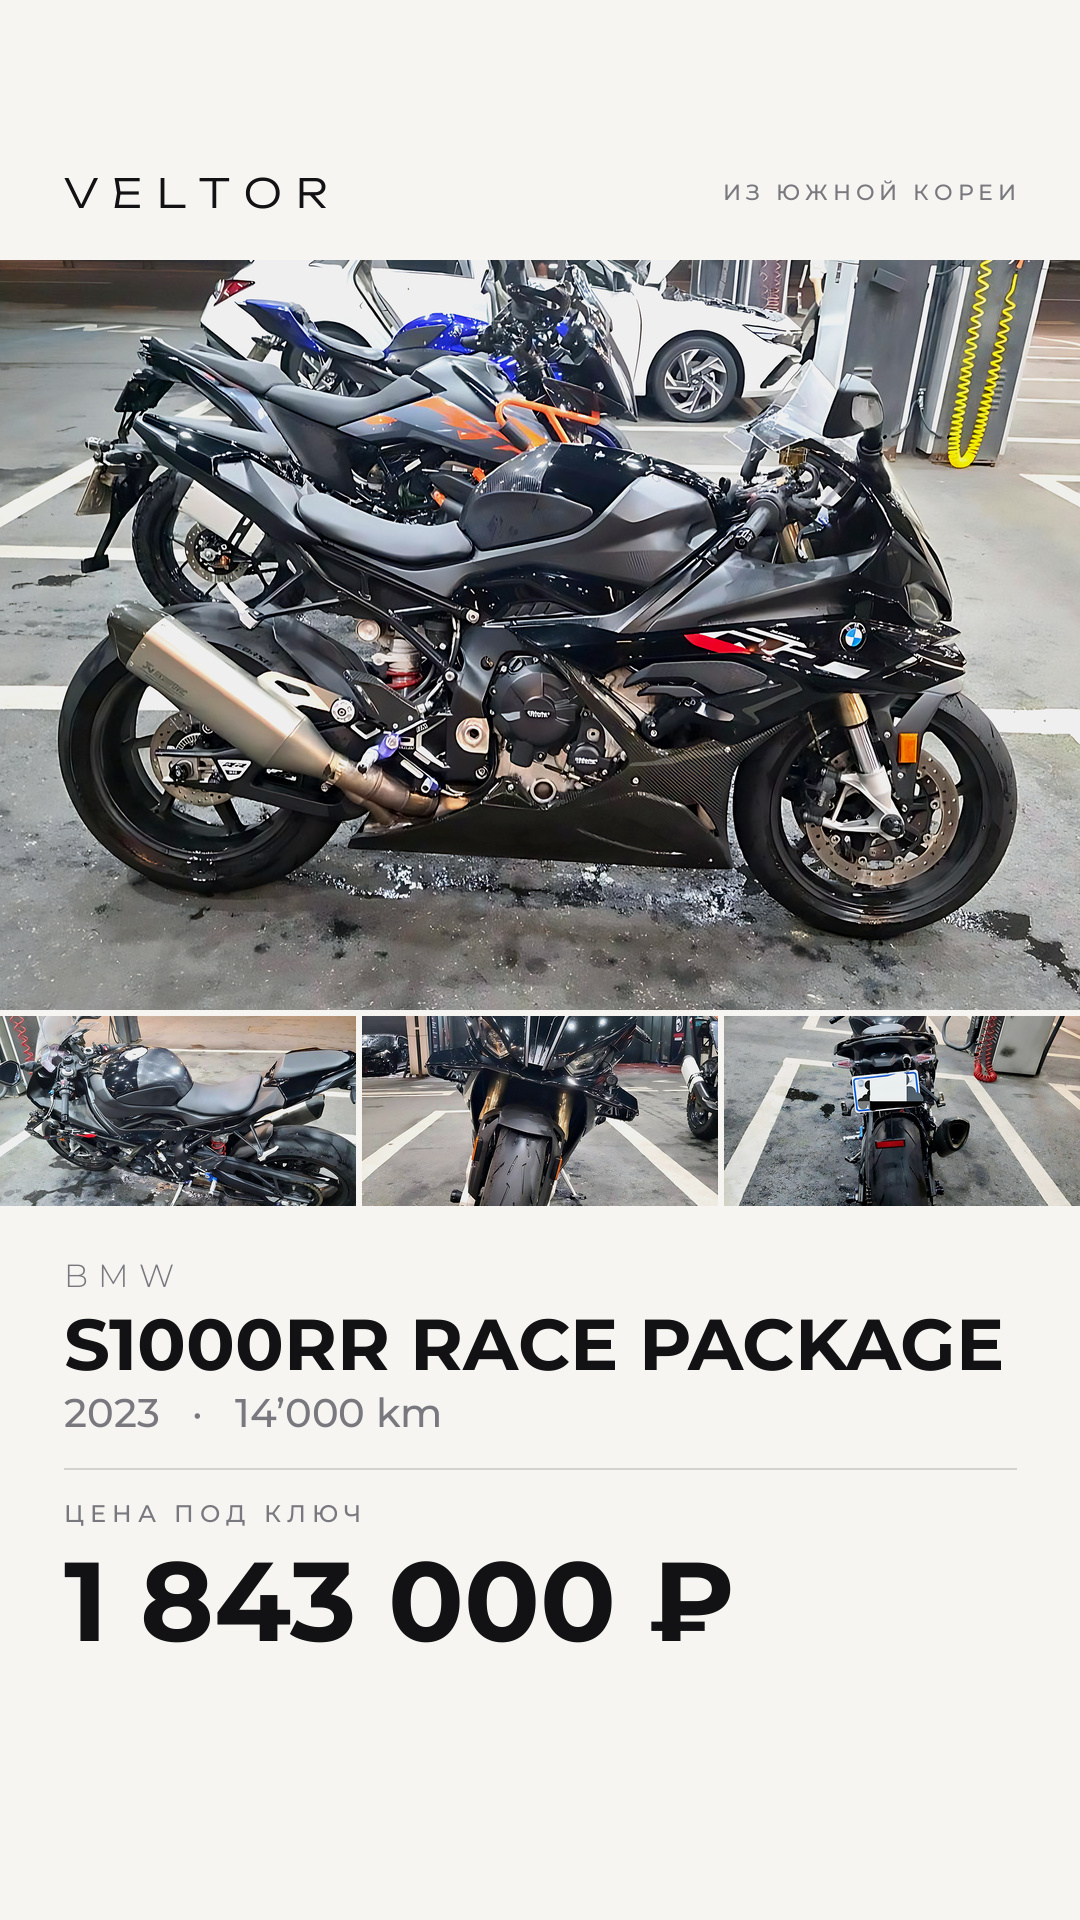 VELTOR
ИЗ ЮЖНОЙ КОРЕИ
BMW
S1000RR RACE PACKAGE
2023 · 14’000 km
ЦЕНА ПОД КЛЮЧ
1 843 000 ₽